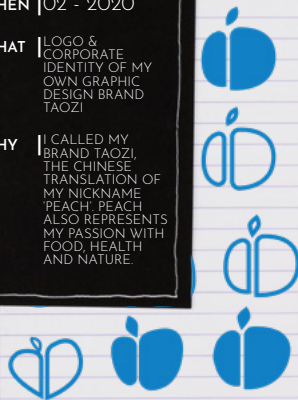 HEN 02 - 2020
HAT LOGO &
CORPORATE
IDENTITY OF MY
OWN GRAPHIC
DESIGN BRAND
TAOZI
HY I CALLED MY
BRAND TAOZI,
THE CHINESE
TRANSLATION OF
MY NICKNAME
'PEACH'. PEACH
ALSO REPRESENTS
MY PASSION WITH
FOOD, HEALTH
AND NATURE.